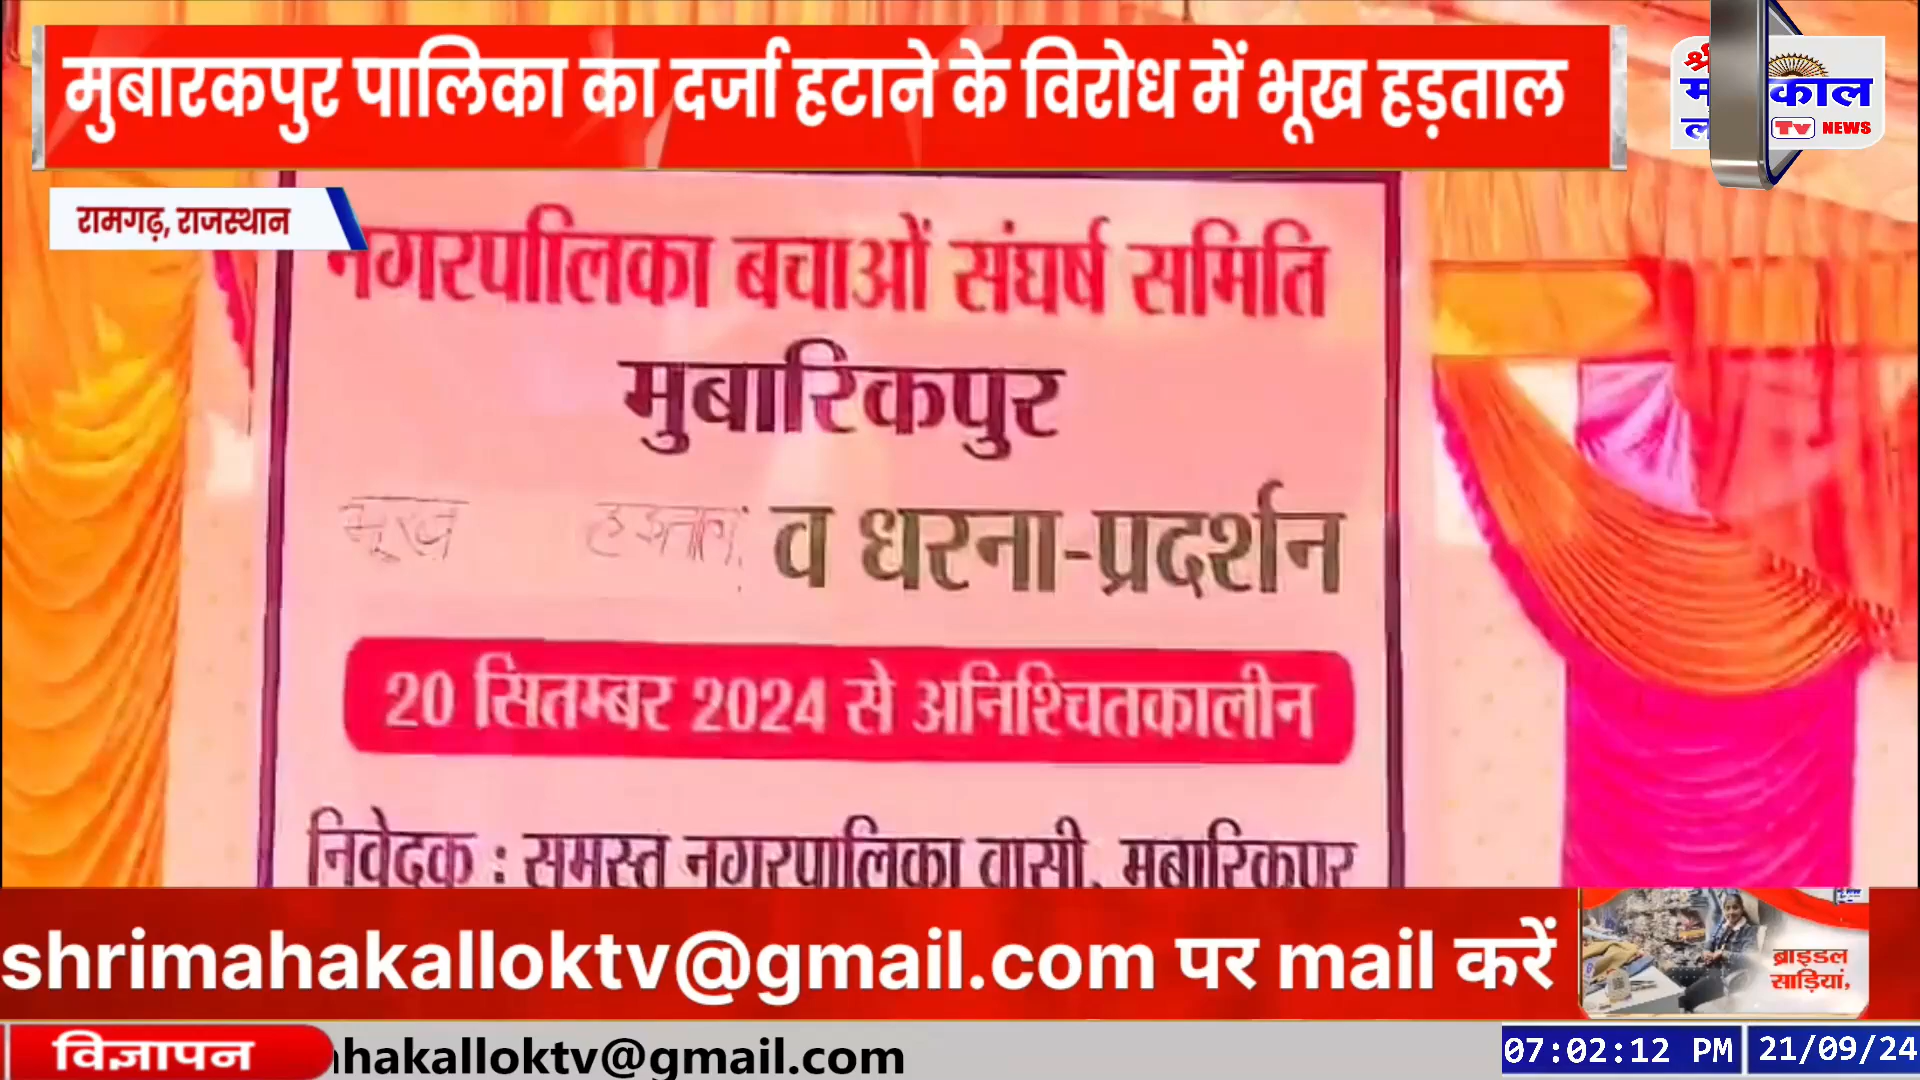 मुबारकपुर पालिका का दर्जा हटाने के विरोध में भूख हड़ताल
श्री
काल
Tv NEWS
रामगढ़, राजस्थान
नगरपालिका बचाओं संघर्ष समिति
मुबारिकपुर
भूख हड़ताल व धरना-प्रदर्शन
20 सितम्बर 2024 से अनिश्चितकालीन
निवेदक : समस्त नगरपालिका वासी, मुबारिकपुर
shrimahakalloktv@gmail.com पर mail करें
ब्राइडल
साड़ियां,
विज्ञापन
hakalloktv@gmail.com
07:02:12 PM
21/09/24